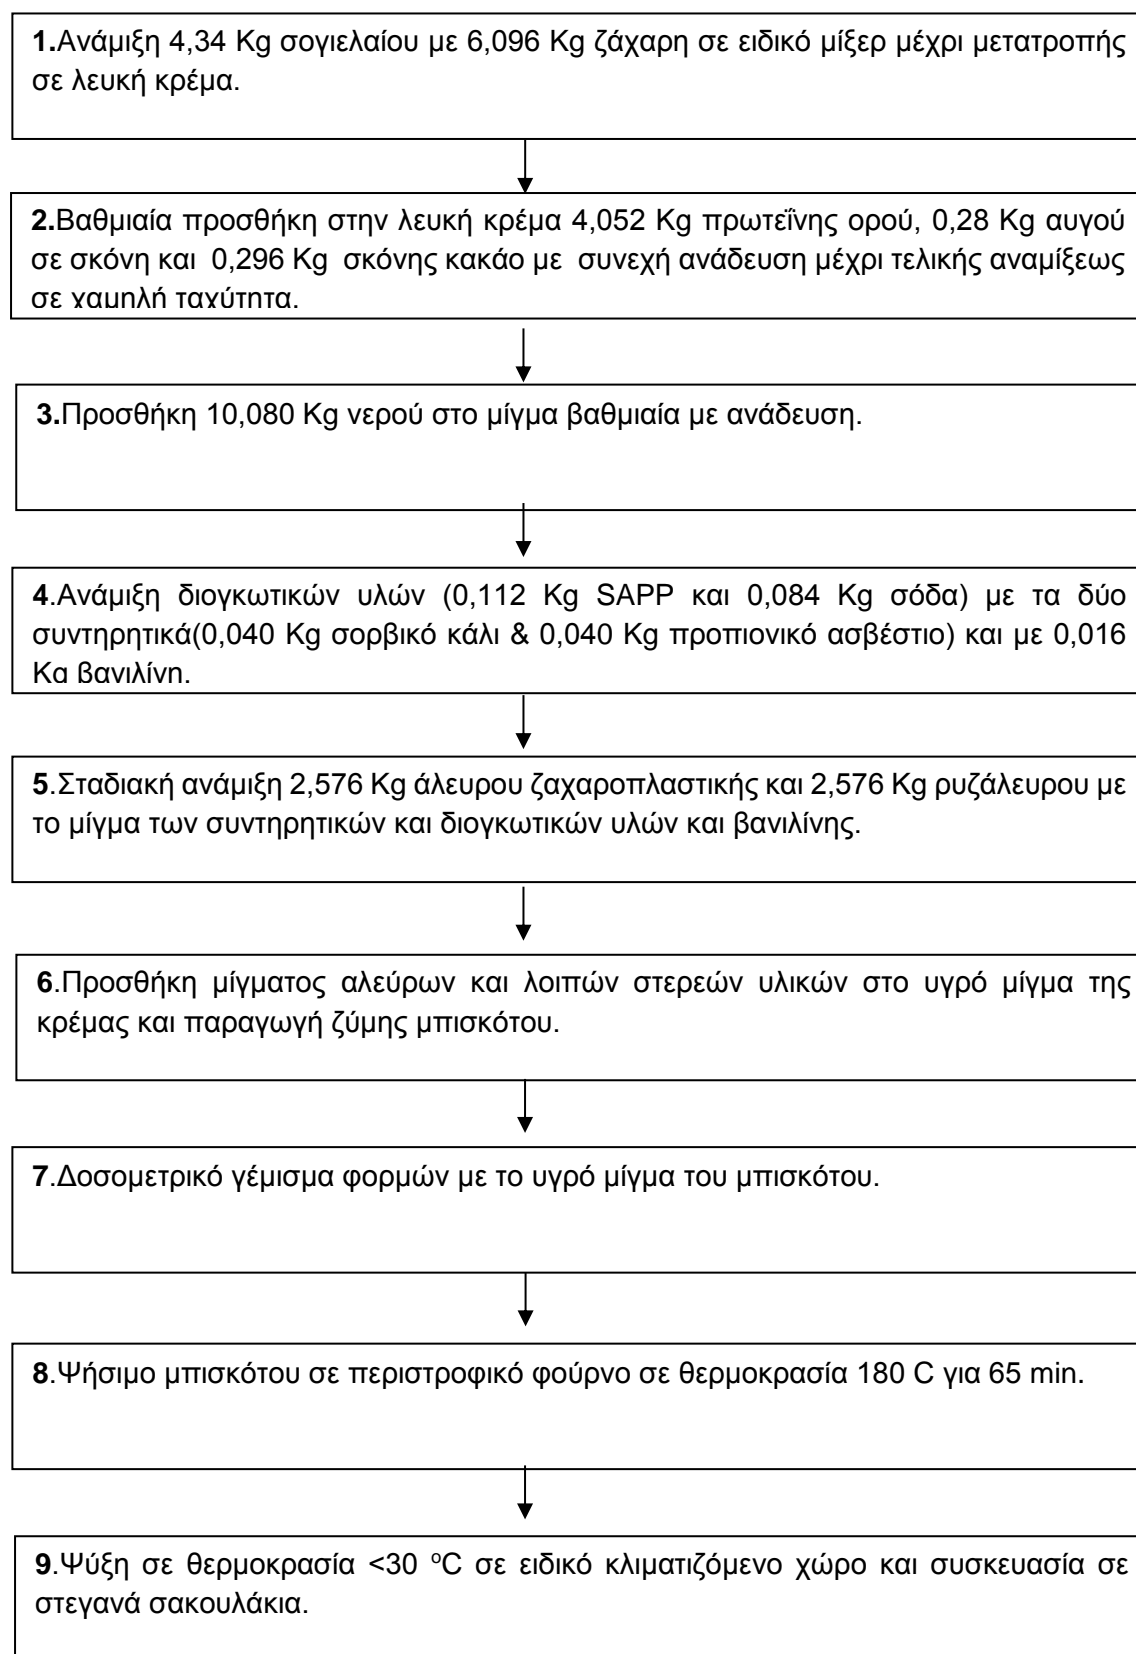 1.Ανάμιξη 4,34 Kg σογιελαίου με 6,096 Kg ζάχαρη σε ειδικό μίξερ μέχρι μετατροπής
σε λευκή κρέμα.
2.Βαθμιαία προσθήκη στην λευκή κρέμα 4,052 Kg πρωτεΐνης ορού, 0,28 Kg αυγού
σε σκόνη και 0,296 Kg σκόνης κακάο με συνεχή ανάδευση μέχρι τελικής αναμίξεως
σε χαμηλή ταχύτητα.
3.Προσθήκη 10,080 Kg νερού στο μίγμα βαθμιαία με ανάδευση.
4.Ανάμιξη διογκωτικών υλών (0,112 Kg SAPP και 0,084 Kg σόδα) με τα δύο
συντηρητικά(0,040 Kg σορβικό κάλι & 0,040 Kg προπιονικό ασβέστιο) και με 0,016
Kg βανιλίνη.
5.Σταδιακή ανάμιξη 2,576 Kg άλευρου ζαχαροπλαστικής και 2,576 Kg ρυζάλευρου με
το μίγμα των συντηρητικών και διογκωτικών υλών και βανιλίνης.
6.Προσθήκη μίγματος αλεύρων και λοιπών στερεών υλικών στο υγρό μίγμα της
κρέμας και παραγωγή ζύμης μπισκότου.
7.Δοσομετρικό γέμισμα φορμών με το υγρό μίγμα του μπισκότου.
8.Ψήσιμο μπισκότου σε περιστροφικό φούρνο σε θερμοκρασία 180 C για 65 min.
9.Ψύξη σε θερμοκρασία <30 °C σε ειδικό κλιματιζόμενο χώρο και συσκευασία σε
στεγανά σακουλάκια.